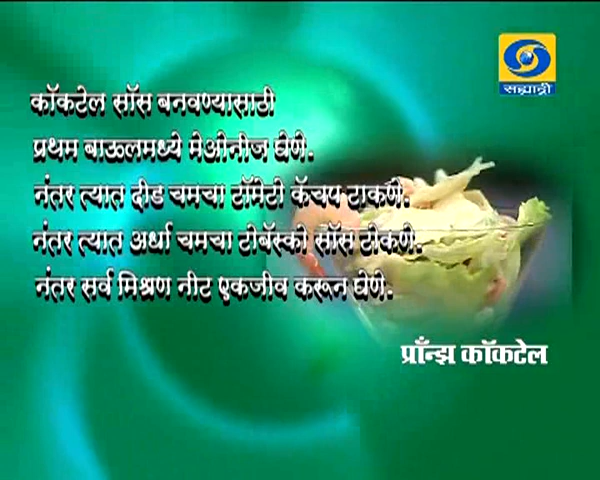 सह्याद्री
कॉकटेल सॉस बनवण्यासाठी
प्रथम बाऊलमध्ये मेओनीज घेणे.
नंतर त्यात दीड चमचा टॉमेटो कॅचप टाकणे.
नंतर त्यात अर्धा चमचा टोबॅस्को सॉस टाकणे.
नंतर सर्व मिश्रण नीट एकजीव करून घेणे.
प्रॉन्झ कॉकटेल